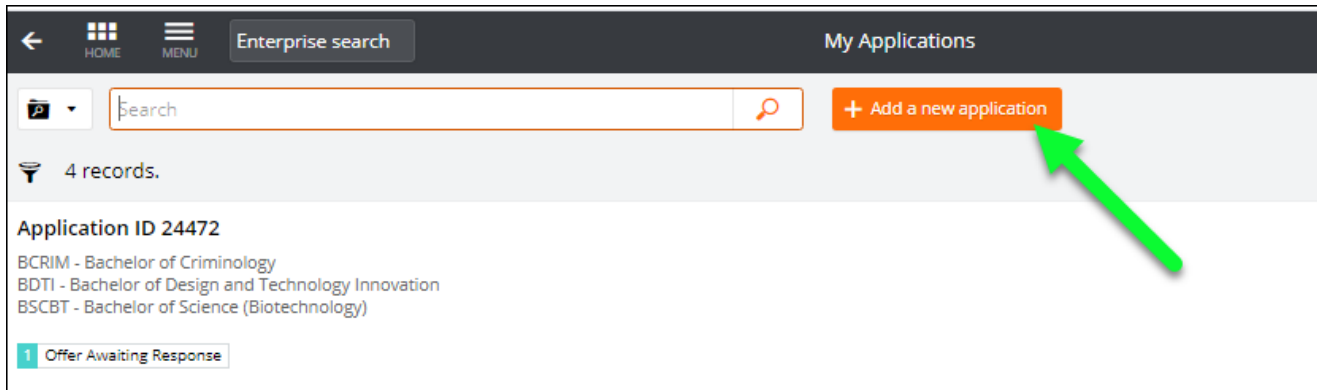 HOME
MENU
Enterprise search
My Applications
Search
+ Add a new application
4 records.
Application ID 24472
BCRIM - Bachelor of Criminology
BDTI - Bachelor of Design and Technology Innovation
BSCBT - Bachelor of Science (Biotechnology)
1 Offer Awaiting Response